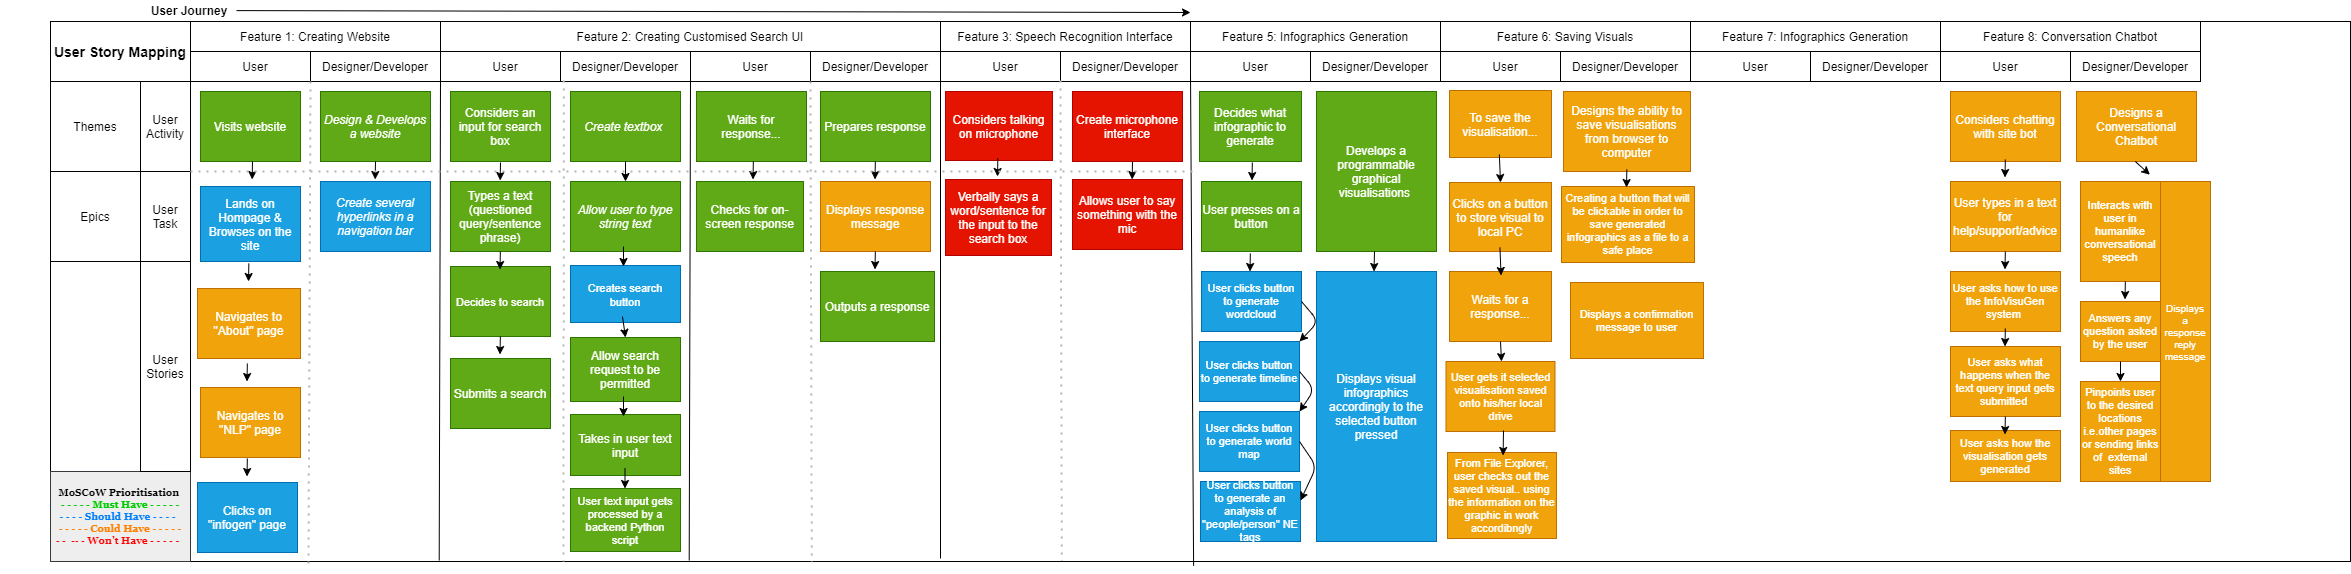 User Journey
User Story Mapping
Feature 1: Creating Website
Feature 2: Creating Customised Search UI
Feature 3: Speech Recognition Interface
Feature 5: Infographics Generation
Feature 6: Saving Visuals
Feature 7: Infographics Generation
Feature 8: Conversation Chatbot
User
Designer/Developer
User
Designer/Developer
User
Designer/Developer
User
Designer/Developer
User
Designer/Developer
User
Designer/Developer
User
Designer/Developer
User
Designer/Developer
Themes
User
Activity
Visits website
Design & Develops
a website
Considers an
input for search
box
Create textbox
Waits for
response...
Prepares response
Considers talking
on microphone
Create microphone
interface
Decides what
infographic to
generate
Develops a
programmable
graphical
visualisations
To save the
visualisation...
Designs the ability to
save visualisations
from browser to
computer
Considers chatting
with site bot
Designs a
Conversational
Chatbot
Epics
User
Task
Lands on
Hompage &
Browses on the
site
Create several
hyperlinks in a
navigation bar
Types a text
(questioned
query/sentence
phrase)
Allow user to type
string text
Checks for on-
screen response
Displays response
message
Verbally says a
word/sentence for
the input to the
search box
Allows user to say
something with the
mic
User presses on a
button
Clicks on a button
to store visual to
local PC
Creating a button that will
be clickable in order to
save generated
infographics as a file to a
safe place
User types in a text
for
help/support/advice
Interacts with
user in
humanlike
conversational
speech
Displays
a
response
reply
message
User
Stories
Navigates to
"About" page
Navigates to
"NLP" page
Clicks on
"infogen" page
Decides to search
Submits a search
Creates search
button
Allow search
request to be
permitted
Takes in user text
input
User text input gets
processed by a
backend Python
script
Outputs a response
User clicks button
to generate
wordcloud
User clicks button
to generate timeline
User clicks button
to generate world
map
User clicks button
to generate an
analysis of
"people/person" NE
tags
Displays visual
infographics
accordingly to the
selected button
pressed
Waits for a
response...
User gets it selected
visualisation saved
onto his/her local
drive
From File Explorer,
user checks out the
saved visual.. using
the information on the
graphic in work
accordibngly
Displays a confirmation
message to user
User asks how to use
the InfoVisuGen
system
User asks what
happens when the
text query input gets
submitted
User asks how the
visualisation gets
generated
Answers any
question asked
by the user
Pinpoints user
to the desired
locations
i.e.other pages
or sending links
of external
sites
MoSCoW Prioritisation
- - - - - Must Have - - - - -
- - - - Should Have - - - -
- - - - - Could Have - - - - -
- - --- - Won't Have - - - - -